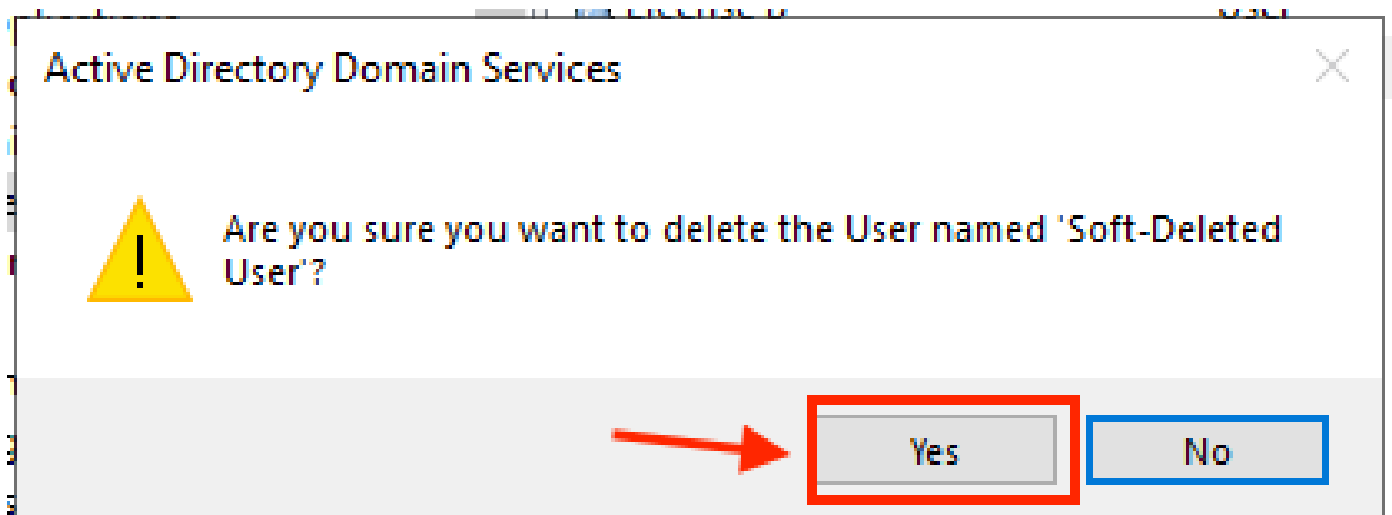 Active Directory Domain Services
Are you sure you want to delete the User named 'Soft-Deleted
User'?
Yes
No